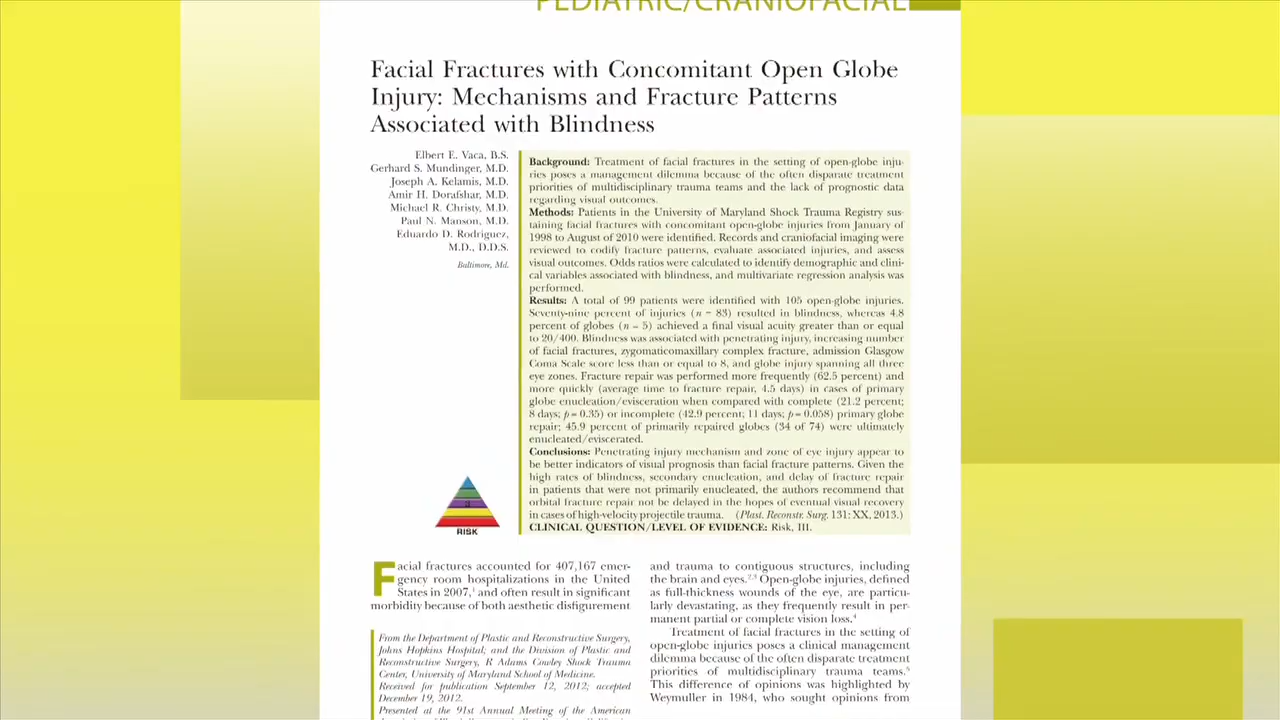 PEDIATRIC/CRANIOFACIAL
Facial Fractures with Concomitant Open Globe
Injury: Mechanisms and Fracture Patterns
Associated with Blindness
Elbert E. Vaca, B.S.
Gerhard S. Mundinger, M.D.
Joseph A. Kelamis, M.D.
Amir H. Dorafshar, M.D.
Michael R. Christy, M.D.
Paul N. Manson, M.D.
Eduardo D. Rodriguez,
M.D., D.D.S.
Baltimore, Md.
Background: Treatment of facial fractures in the setting of open-globe inju-
ries poses a management dilemma because of the often disparate treatment
priorities of multidisciplinary trauma teams and the lack of prognostic data
regarding visual outcomes.
Methods: Patients in the University of Maryland Shock Trauma Registry sus-
taining facial fractures with concomitant open-globe injuries from January of
1998 to August of 2010 were identified. Records and craniofacial imaging were
reviewed to codify fracture patterns, evaluate associated injuries, and assess
visual outcomes. Odds ratios were calculated to identify demographic and clini-
cal variables associated with blindness, and multivariate regression analysis was
performed.
Results: A total of 99 patients were identified with 105 open-globe injuries.
Seventy-nine percent of injuries (n = 83) resulted in blindness, whereas 4.8
percent of globes (n = 5) achieved a final visual acuity greater than or equal
to 20/400. Blindness was associated with penetrating injury, increasing number
of facial fractures, zygomaticomaxillary complex fracture, admission Glasgow
Coma Scale score less than or equal to 8, and globe injury spanning all three
eye zones. Fracture repair was performed more frequently (62.5 percent) and
more quickly (average time to fracture repair, 4.5 days) in cases of primary
globe enucleation/evisceration when compared with complete (21.2 percent;
8 days; p = 0.35) or incomplete (42.9 percent; 11 days; p = 0.058) primary globe
repair; 45.9 percent of primarily repaired globes (34 of 74) were ultimately
enucleated/eviscerated.
Conclusions: Penetrating injury mechanism and zone of eye injury appear to
be better indicators of visual prognosis than facial fracture patterns. Given the
high rates of blindness, secondary enucleation, and delay of fracture repair
in patients that were not primarily enucleated, the authors recommend that
orbital fracture repair not be delayed in the hopes of eventual visual recovery
in cases of high-velocity projectile trauma. (Plast. Reconstr. Surg. 131: XX, 2013.)
CLINICAL QUESTION/LEVEL OF EVIDENCE: Risk, III.
RISK
Facial fractures accounted for 407,167 emer-
gency room hospitalizations in the United
States in 2007,1 and often result in significant
morbidity because of both aesthetic disfigurement
From the Department of Plastic and Reconstructive Surgery,
Johns Hopkins Hospital; and the Division of Plastic and
Reconstructive Surgery, R Adams Cowley Shock Trauma
Center, University of Maryland School of Medicine.
Received for publication September 12, 2012; accepted
December 19, 2012.
Presented at the 91st Annual Meeting of the American
and trauma to contiguous structures, including
the brain and eyes.2,3 Open-globe injuries, defined
as full-thickness wounds of the eye, are particu-
larly devastating, as they frequently result in per-
manent partial or complete vision loss.4
Treatment of facial fractures in the setting of
open-globe injuries poses a clinical management
dilemma because of the often disparate treatment
priorities of multidisciplinary trauma teams.5
This difference of opinions was highlighted by
Weymuller in 1984, who sought opinions from